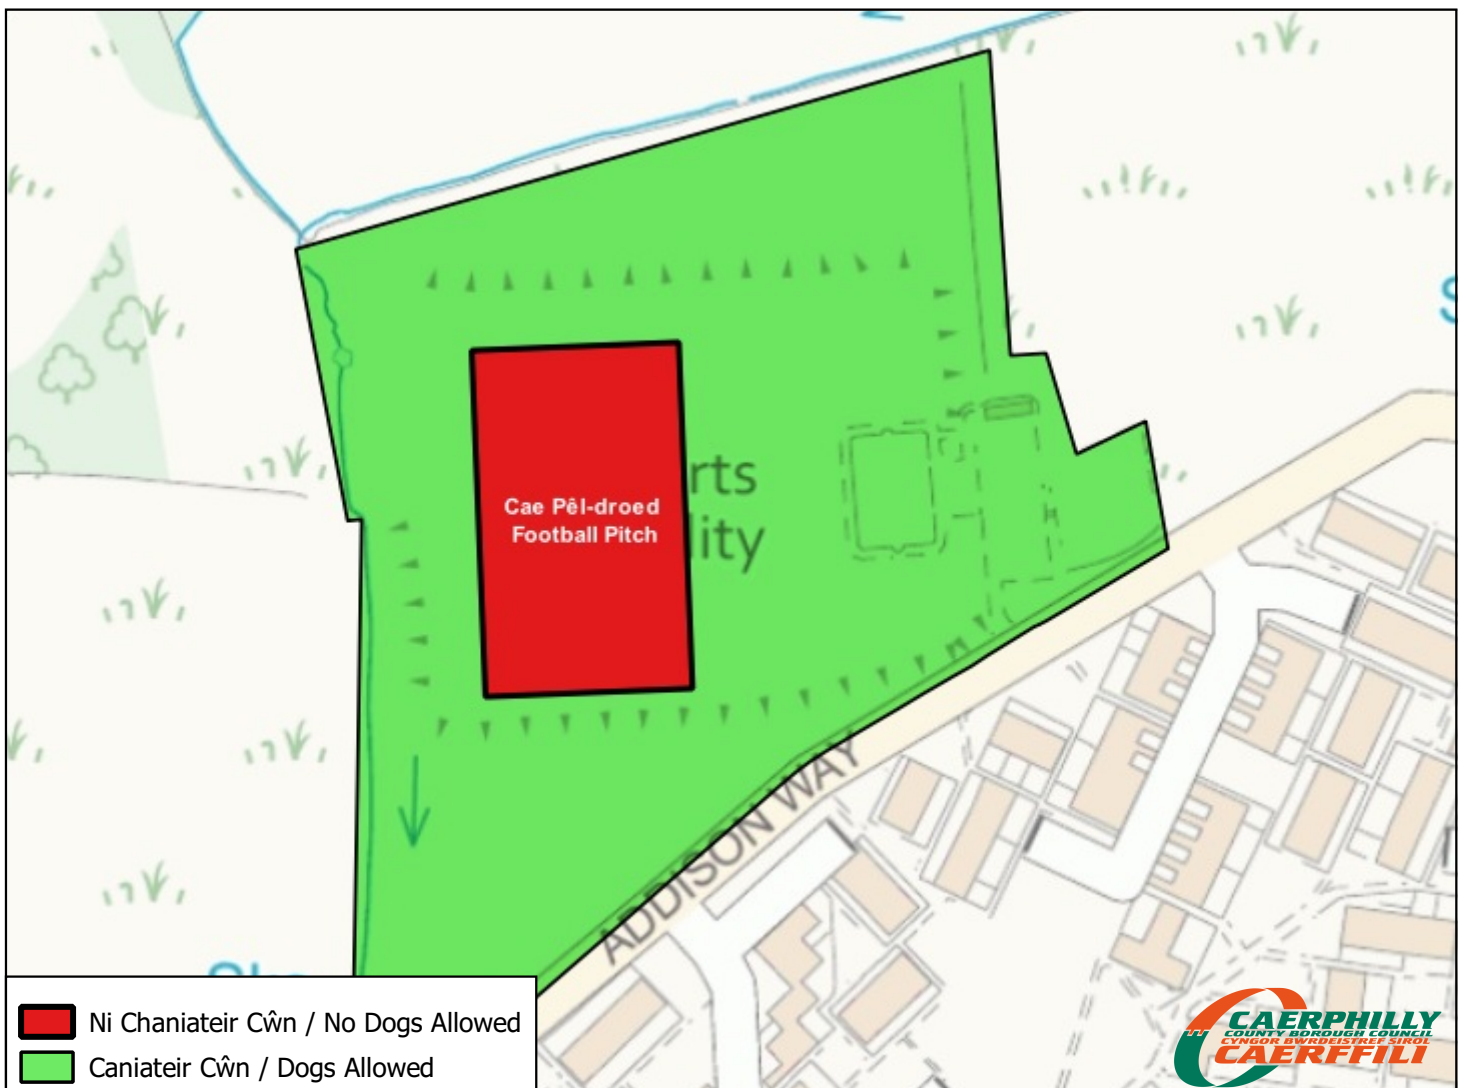 rts
lity
Cae Pêl-droed
Football Pitch
ADDISON WAY
Ni Chaniateir Cŵn / No Dogs Allowed
Caniateir Cŵn / Dogs Allowed
CAERPHILLY
COUNTY BOROUGH COUNCIL
CYNGOR BWRDEISTREF SIROL
CAERFFILI